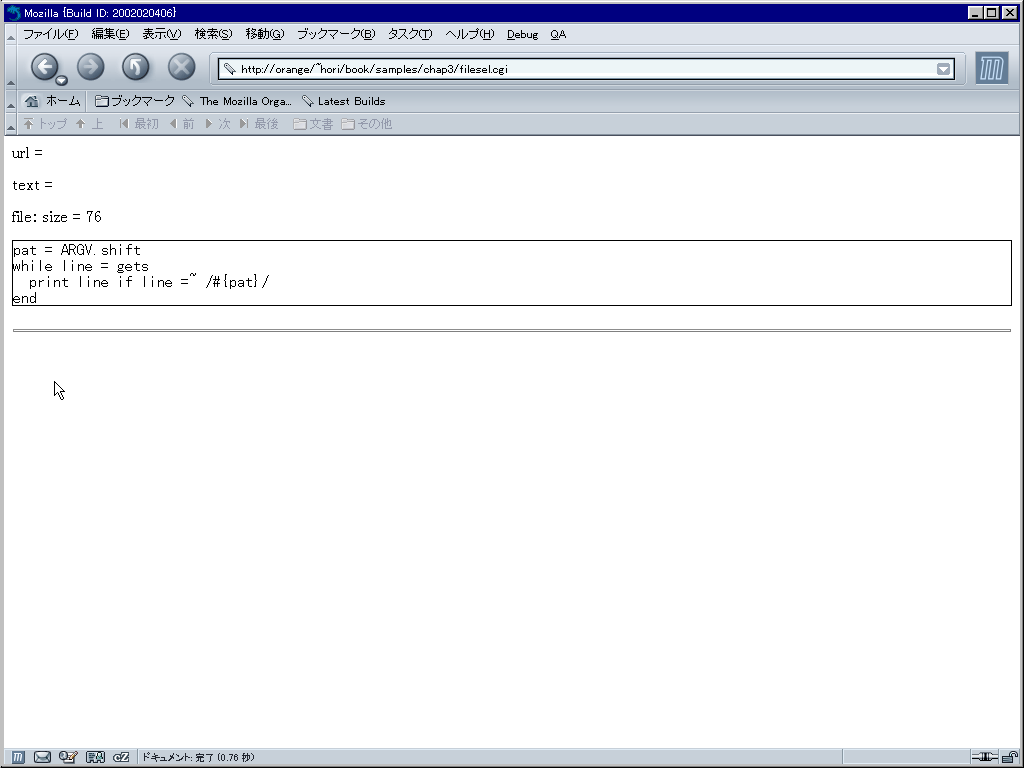 Mozilla {Build ID: 2002020406}
ファイル(F) 編集(E) 表示(V) 検索(S) 移動(G) ブックマーク(B) タスク(T) ヘルプ(H) Debug QA
http://orange/~hori/book/samples/chap3/filesel.cgi
ホーム ブックマーク The Mozilla Orga... Latest Builds
トップ 上 最初 前 次 最後 文書 その他
url =
text =
file: size = 76
pat = ARGV.shift
while line = gets
  print line if line =~ /#{pat}/
end
ドキュメント: 完了 (0.76 秒)